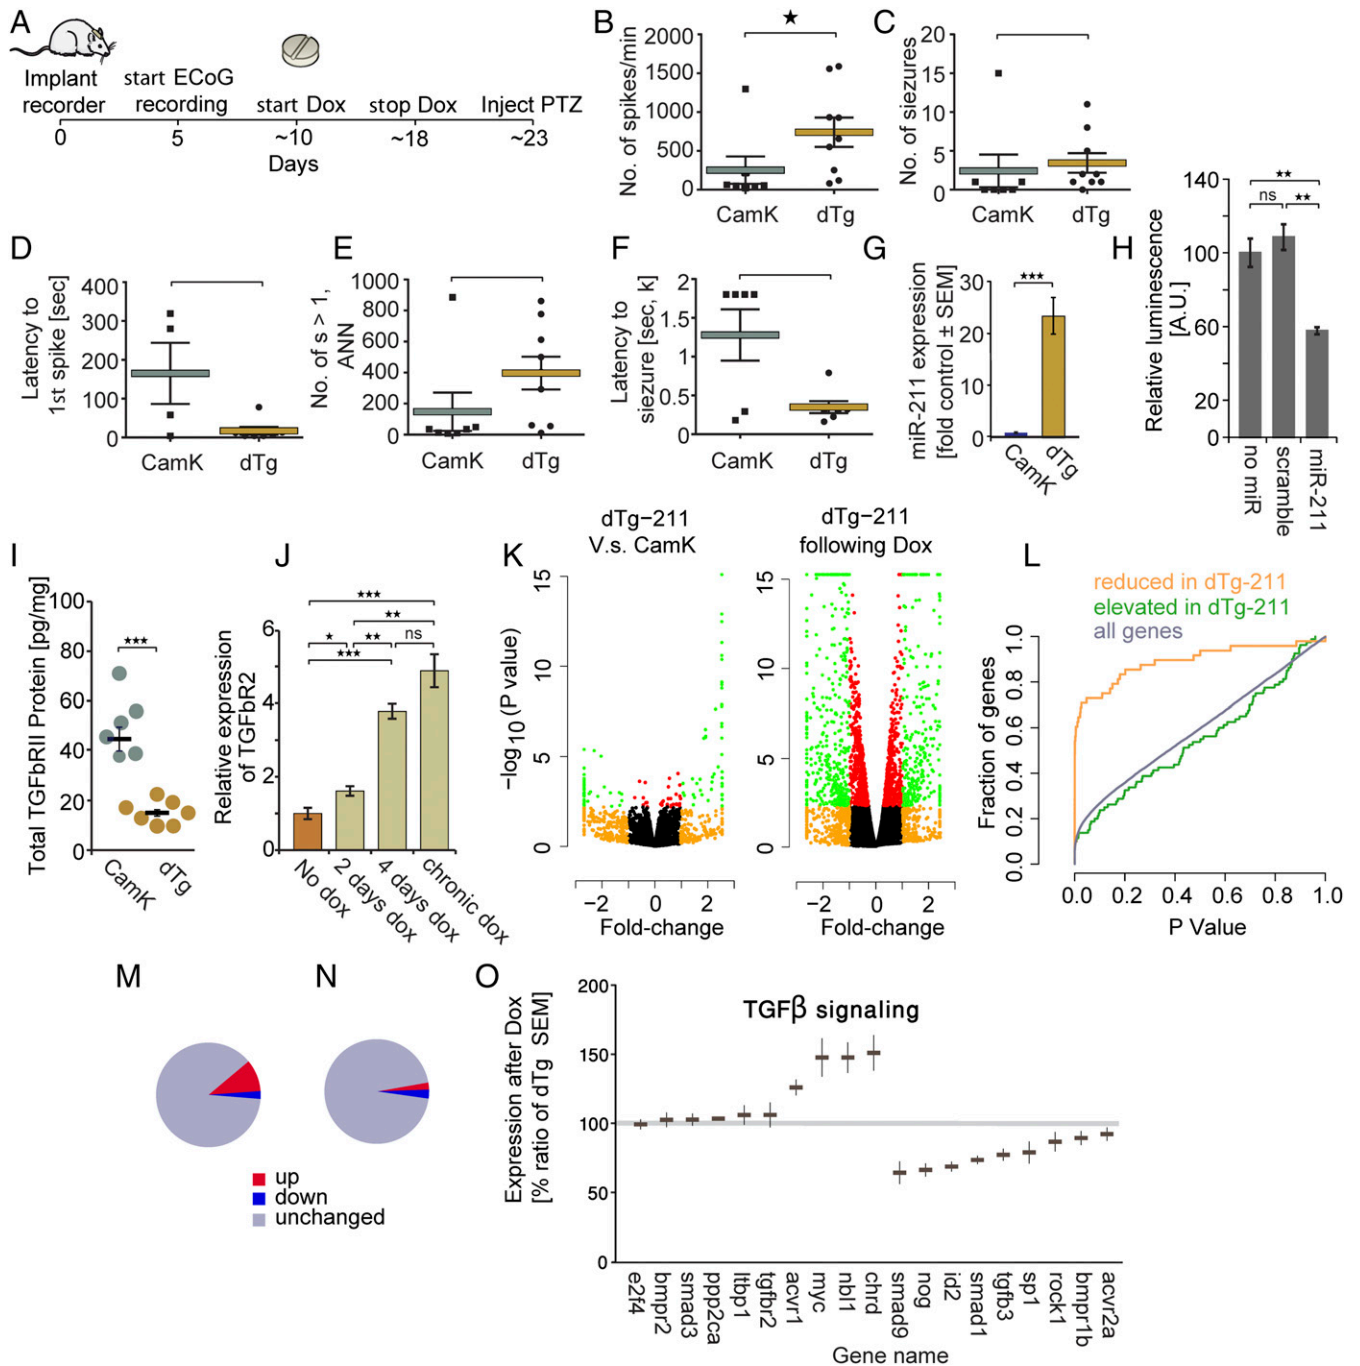 A
Implant
recorder
start ECoG
recording
start Dox
stop Dox
Inject PTZ
0
5
~10
~18
~23
Days
B
★
No. of spikes/min
2000
1500
1000
500
0
CamK
dTg
C
No. of siezures
20
15
10
5
0
CamK
dTg
D
Latency to
1st spike [sec]
400
300
200
100
0
CamK
dTg
E
No. of s > 1,
ANN
1000
800
600
400
200
0
CamK
dTg
F
Latency to
siezure [sec, k]
2
1.5
1
0.5
0
CamK
dTg
G
miR-211 expression
[fold control ± SEM]
30
20
10
0
★★★
CamK
dTg
H
Relative luminescence
[A.U.]
140
100
80
60
40
20
0
★★
ns
★★
no miR
scramble
miR-211
I
Total TGFbRII Protein [pg/mg]
100
80
60
40
20
0
★★★
CamK
dTg
J
Relative expression
of TGFbR2
6
4
2
0
★★★
★★
★
★★
ns
★★★
No dox
2 days dox
4 days dox
chronic dox
K
dTg−211
V.s. CamK
−log10(P value)
15
10
5
0
−2
0
2
Fold-change
dTg−211
following Dox
15
10
5
0
−2
0
2
Fold-change
L
reduced in dTg-211
elevated in dTg-211
all genes
Fraction of genes
1.0
0.8
0.6
0.4
0.2
0.0
0.0
0.2
0.4
0.6
0.8
1.0
P Value
M
N
up
down
unchanged
O
TGFβ signaling
Expression after Dox
[% ratio of dTg SEM]
200
150
100
50
0
e2f4
bmpr2
smad3
ppp2ca
ltbp1
tgfbr2
acvr1
myc
nbl1
chrd
smad9
nog
id2
smad1
tgfb3
sp1
rock1
bmpr1b
acvr2a
Gene name